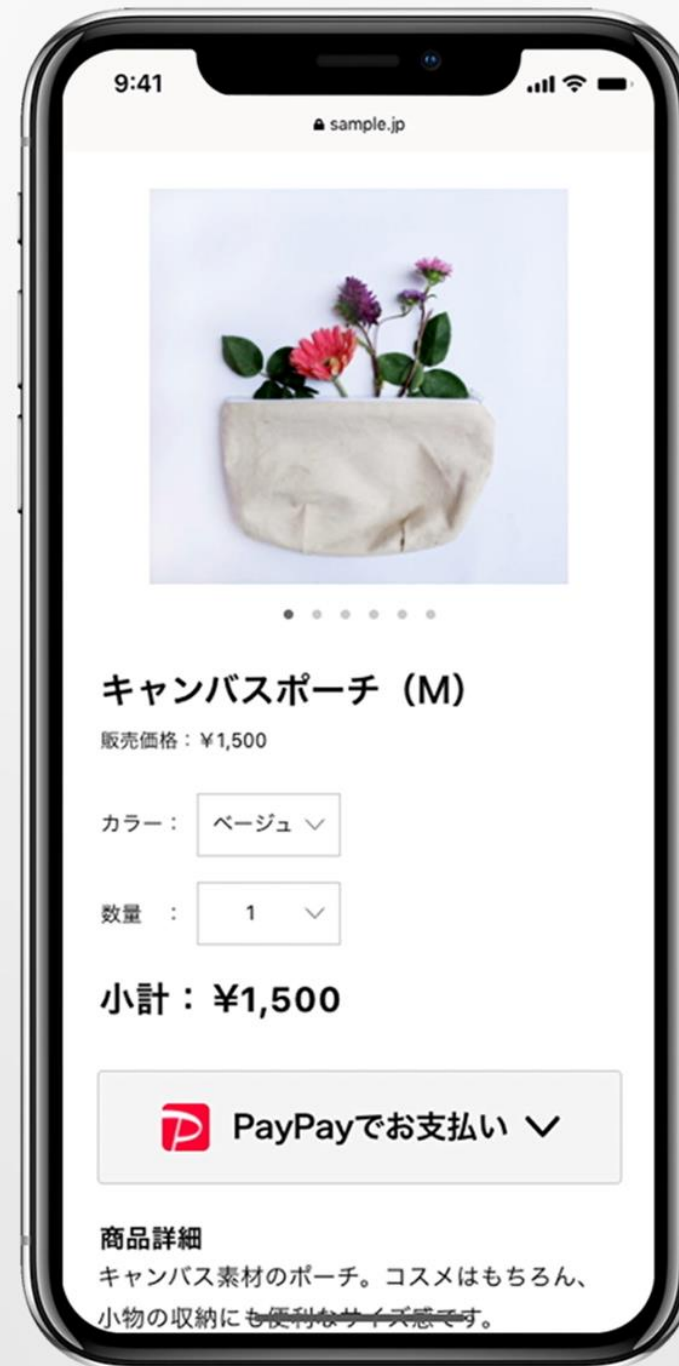 9:41
sample.jp
キャンバスポーチ（M）
販売価格：¥1,500
カラー： ベージュ
数量 ： 1
小計：¥1,500
PayPayでお支払い
商品詳細
キャンバス素材のポーチ。コスメはもちろん、
小物の収納にも便利なサイズ感です。